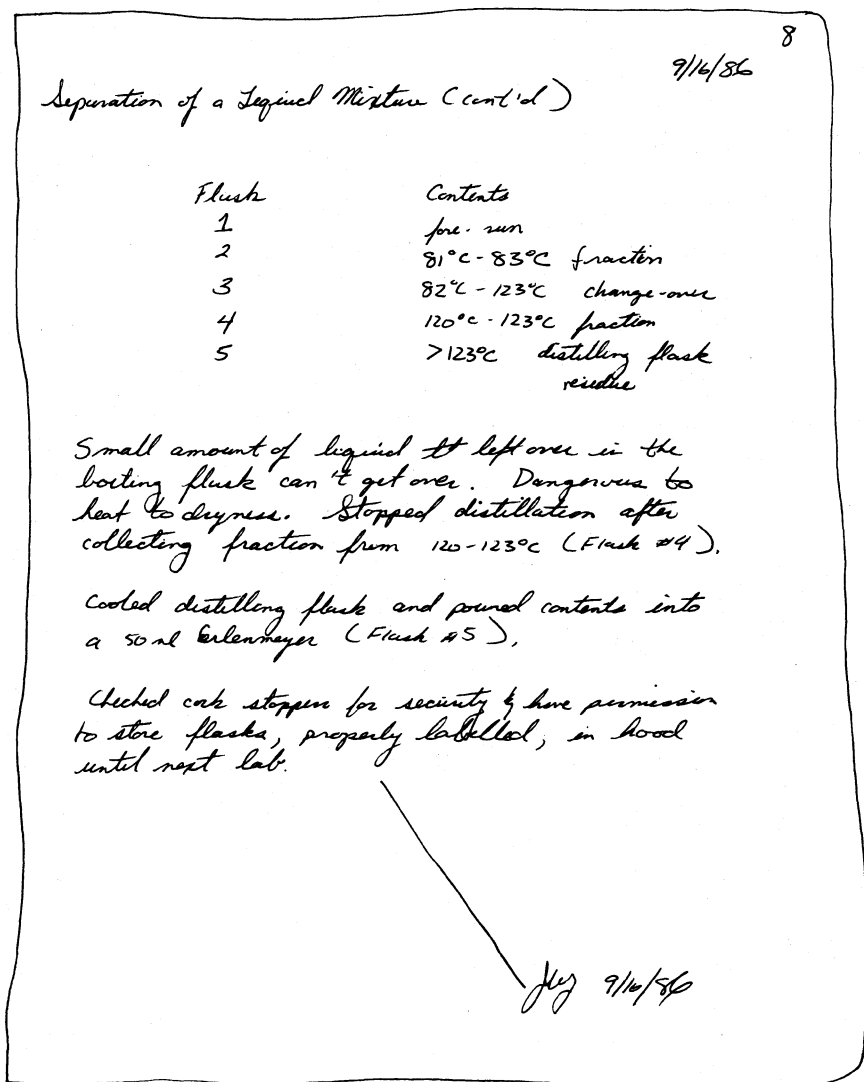 8
9/16/86
Separation of a Liquid Mixture (cont'd)
Flask Contents
1 fore-run
2 81°C-83°C fraction
3 82°C-123°C change-over
4 120°C-123°C fraction
5 >123°C distilling flask
residue
Small amount of liquid left over in the
boiling flask can't get over. Dangerous to
heat to dryness. Stopped distillation after
collecting fraction from 120-123°C (Flask #4).
Cooled distilling flask and poured contents into
a 50 ml Erlenmeyer (Flask #5).
Checked cork stoppers for security & have permission
to store flasks, properly labelled, in hood
until next lab.
9/16/86